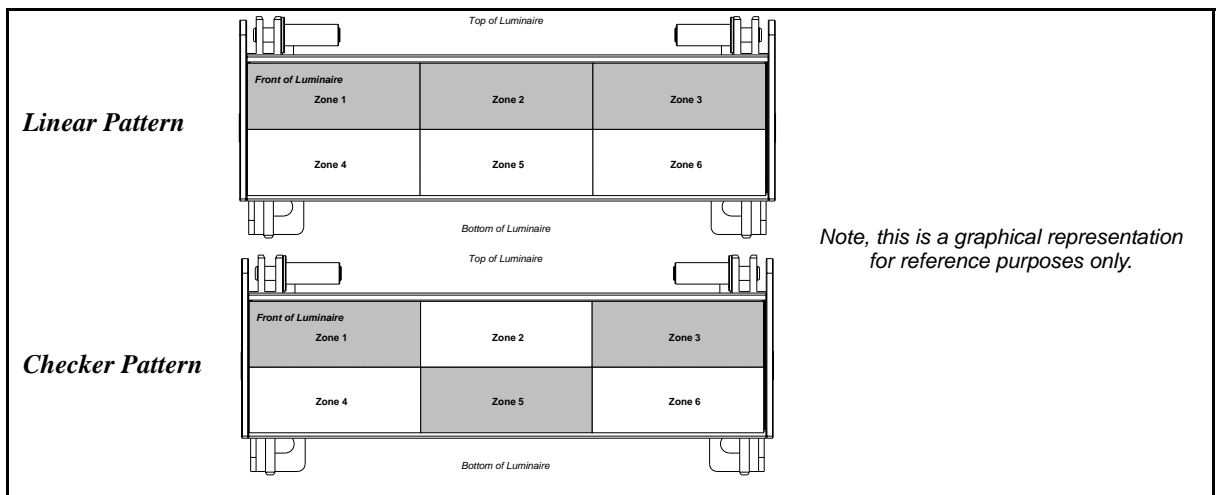 Top of Luminaire
Front of Luminaire
Zone 1 Zone 2 Zone 3
Linear Pattern
Zone 4 Zone 5 Zone 6
Bottom of Luminaire
Note, this is a graphical representation
for reference purposes only.
Top of Luminaire
Front of Luminaire
Zone 1 Zone 2 Zone 3
Checker Pattern
Zone 4 Zone 5 Zone 6
Bottom of Luminaire